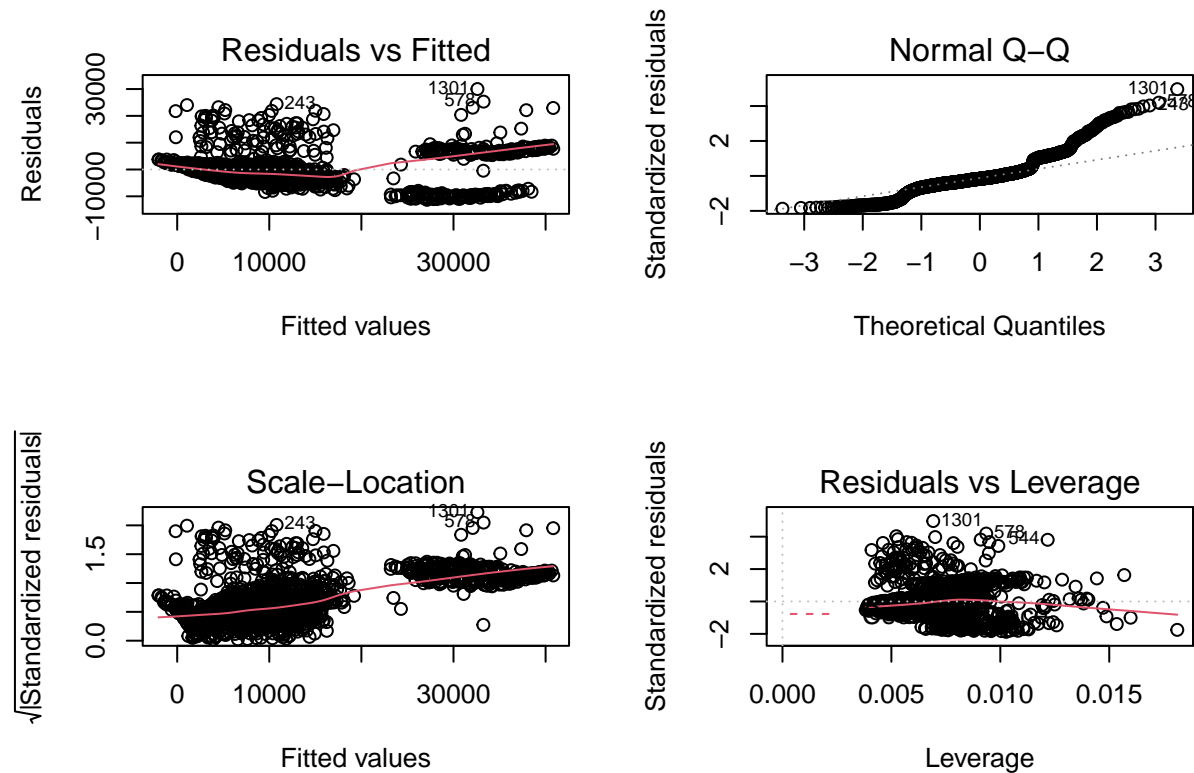 Residuals vs Fitted
Residuals
30000
−10000
1301
578
243
0
10000
30000
Fitted values
Normal Q−Q
Standardized residuals
2
−2
1301
−3
−2
−1
0
1
2
3
Theoretical Quantiles
Scale−Location
√|Standardized residuals|
1.5
0.0
1301
578
243
0
10000
30000
Fitted values
Residuals vs Leverage
Standardized residuals
2
−2
1301
578
544
0.000
0.005
0.010
0.015
Leverage